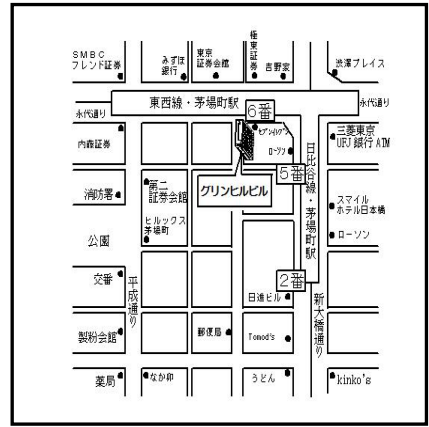 SMBC
フレンド証券
みずほ
銀行
東京
証券会館
極
東
証
券
吉野家
渋澤プレイス
東西線・茅場町駅
永代通り
永代通り
6番
セブンイレブン
ローソン
内藤証券
三菱東京
UFJ銀行ATM
日比谷線・茅場町駅
5番
グリンヒルビル
第二
証券会館
消防署
ヒルックス
茅場町
スマイル
ホテル日本橋
ローソン
公園
交番
平成通り
2番
日進ビル
新大橋通り
製粉会館
郵便局
Tomod's
薬局
なか卯
うどん
kinko's